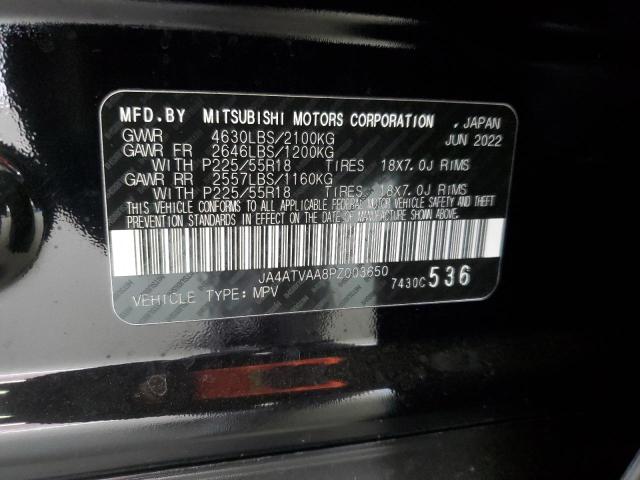 MFD.BY MITSUBISHI MOTORS CORPORATION , JAPAN
GVWR 4630LBS/2100KG JUN 2022
GAWR FR 2646LBS/1200KG
WITH P225/55R18 TIRES 18X7.0J RIMS
GAWR RR 2557LBS/1160KG
WITH P225/55R18 TIRES 18X7.0J RIMS
THIS VEHICLE CONFORMS TO ALL APPLICABLE FEDERAL MOTOR VEHICLE SAFETY AND THEFT
PREVENTION STANDARDS IN EFFECT ON THE DATE OF MANUFACTURE SHOWN ABOVE.
JA4ATVAA8PZ003650
7430C 536
VEHICLE TYPE: MPV